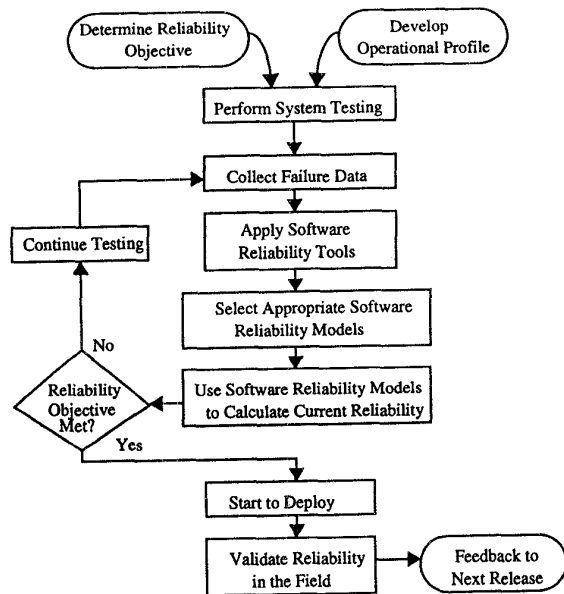 Determine Reliability
Objective
Develop
Operational Profile
Perform System Testing
Collect Failure Data
Continue Testing
Apply Software
Reliability Tools
Select Appropriate Software
Reliability Models
No
Reliability
Objective
Met?
Use Software Reliability Models
to Calculate Current Reliability
Yes
Start to Deploy
Validate Reliability
in the Field
Feedback to
Next Release